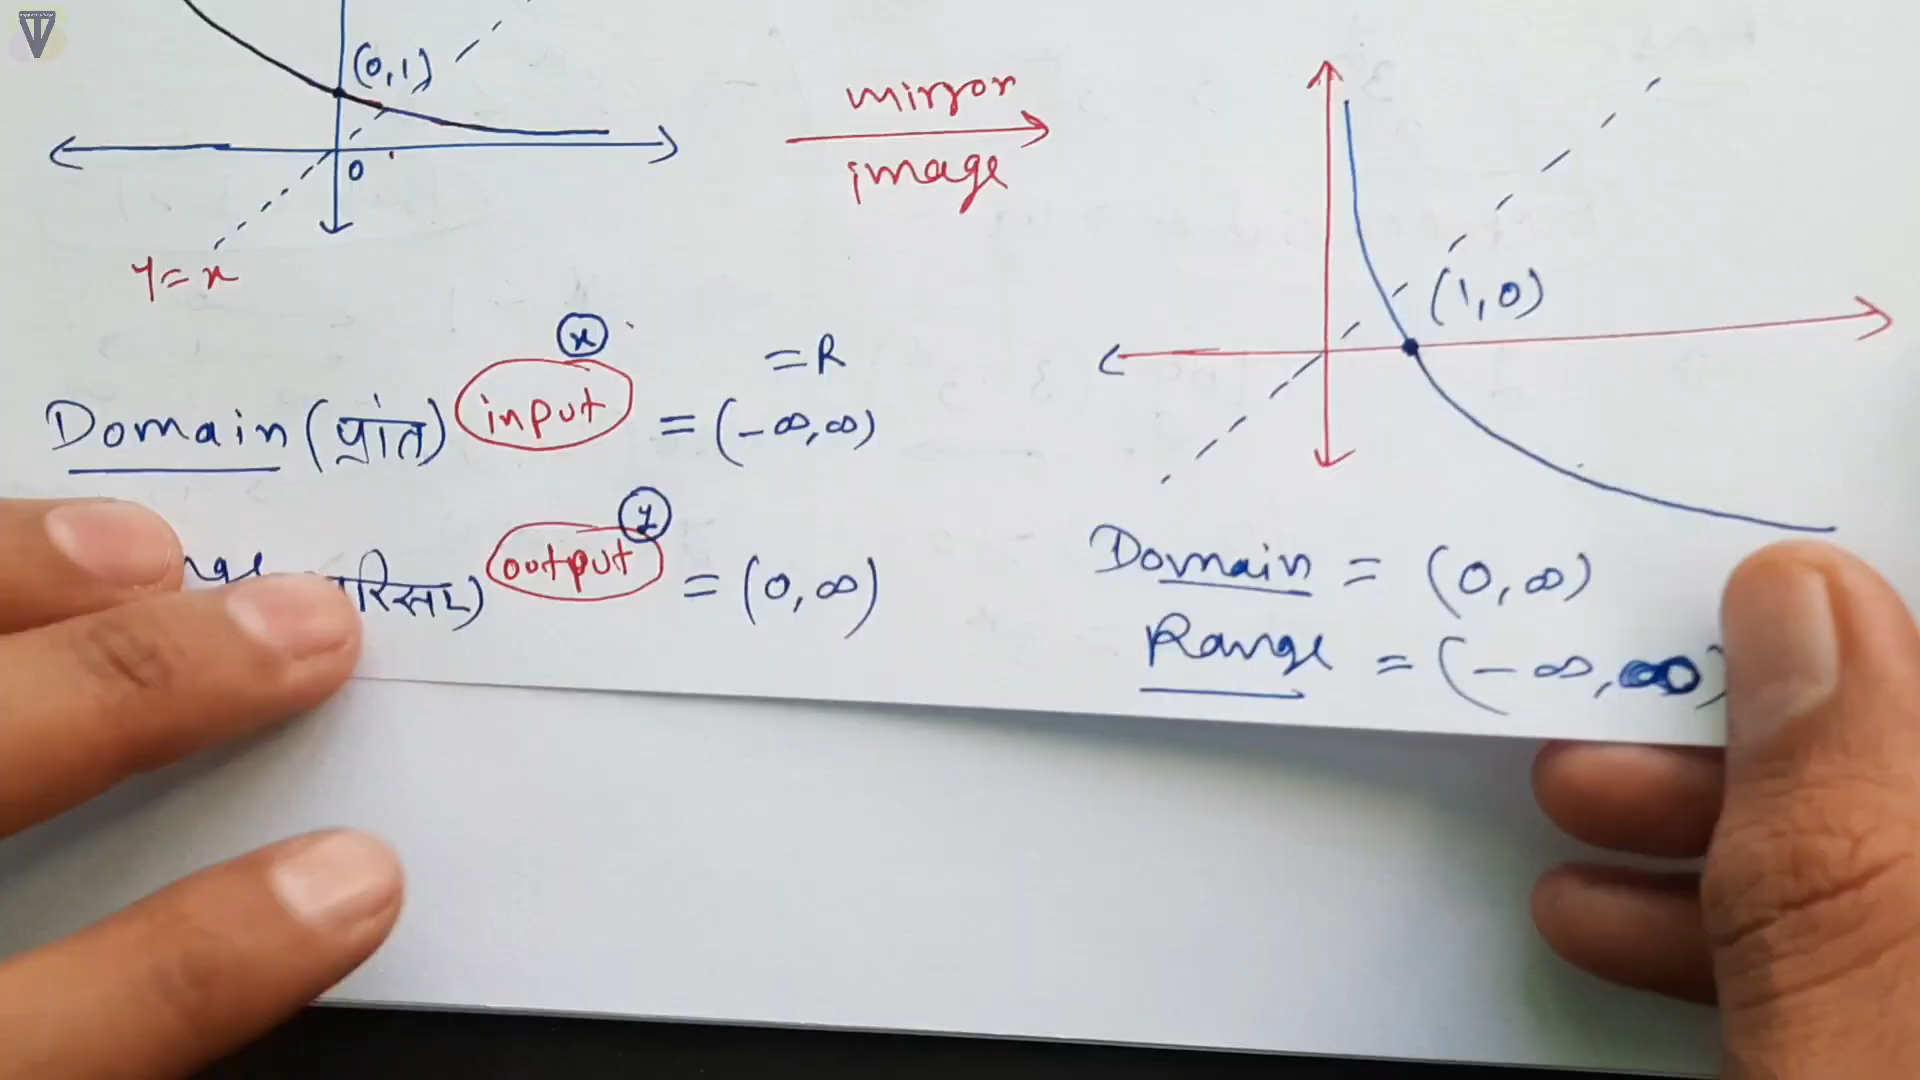 (0,1)
0
y = x
mirror
image
(1,0)
x
= R
Domain (प्रांत) input = (-∞,∞)
y
output = (0,∞)
Domain = (0,∞)
Range = (-∞,∞)